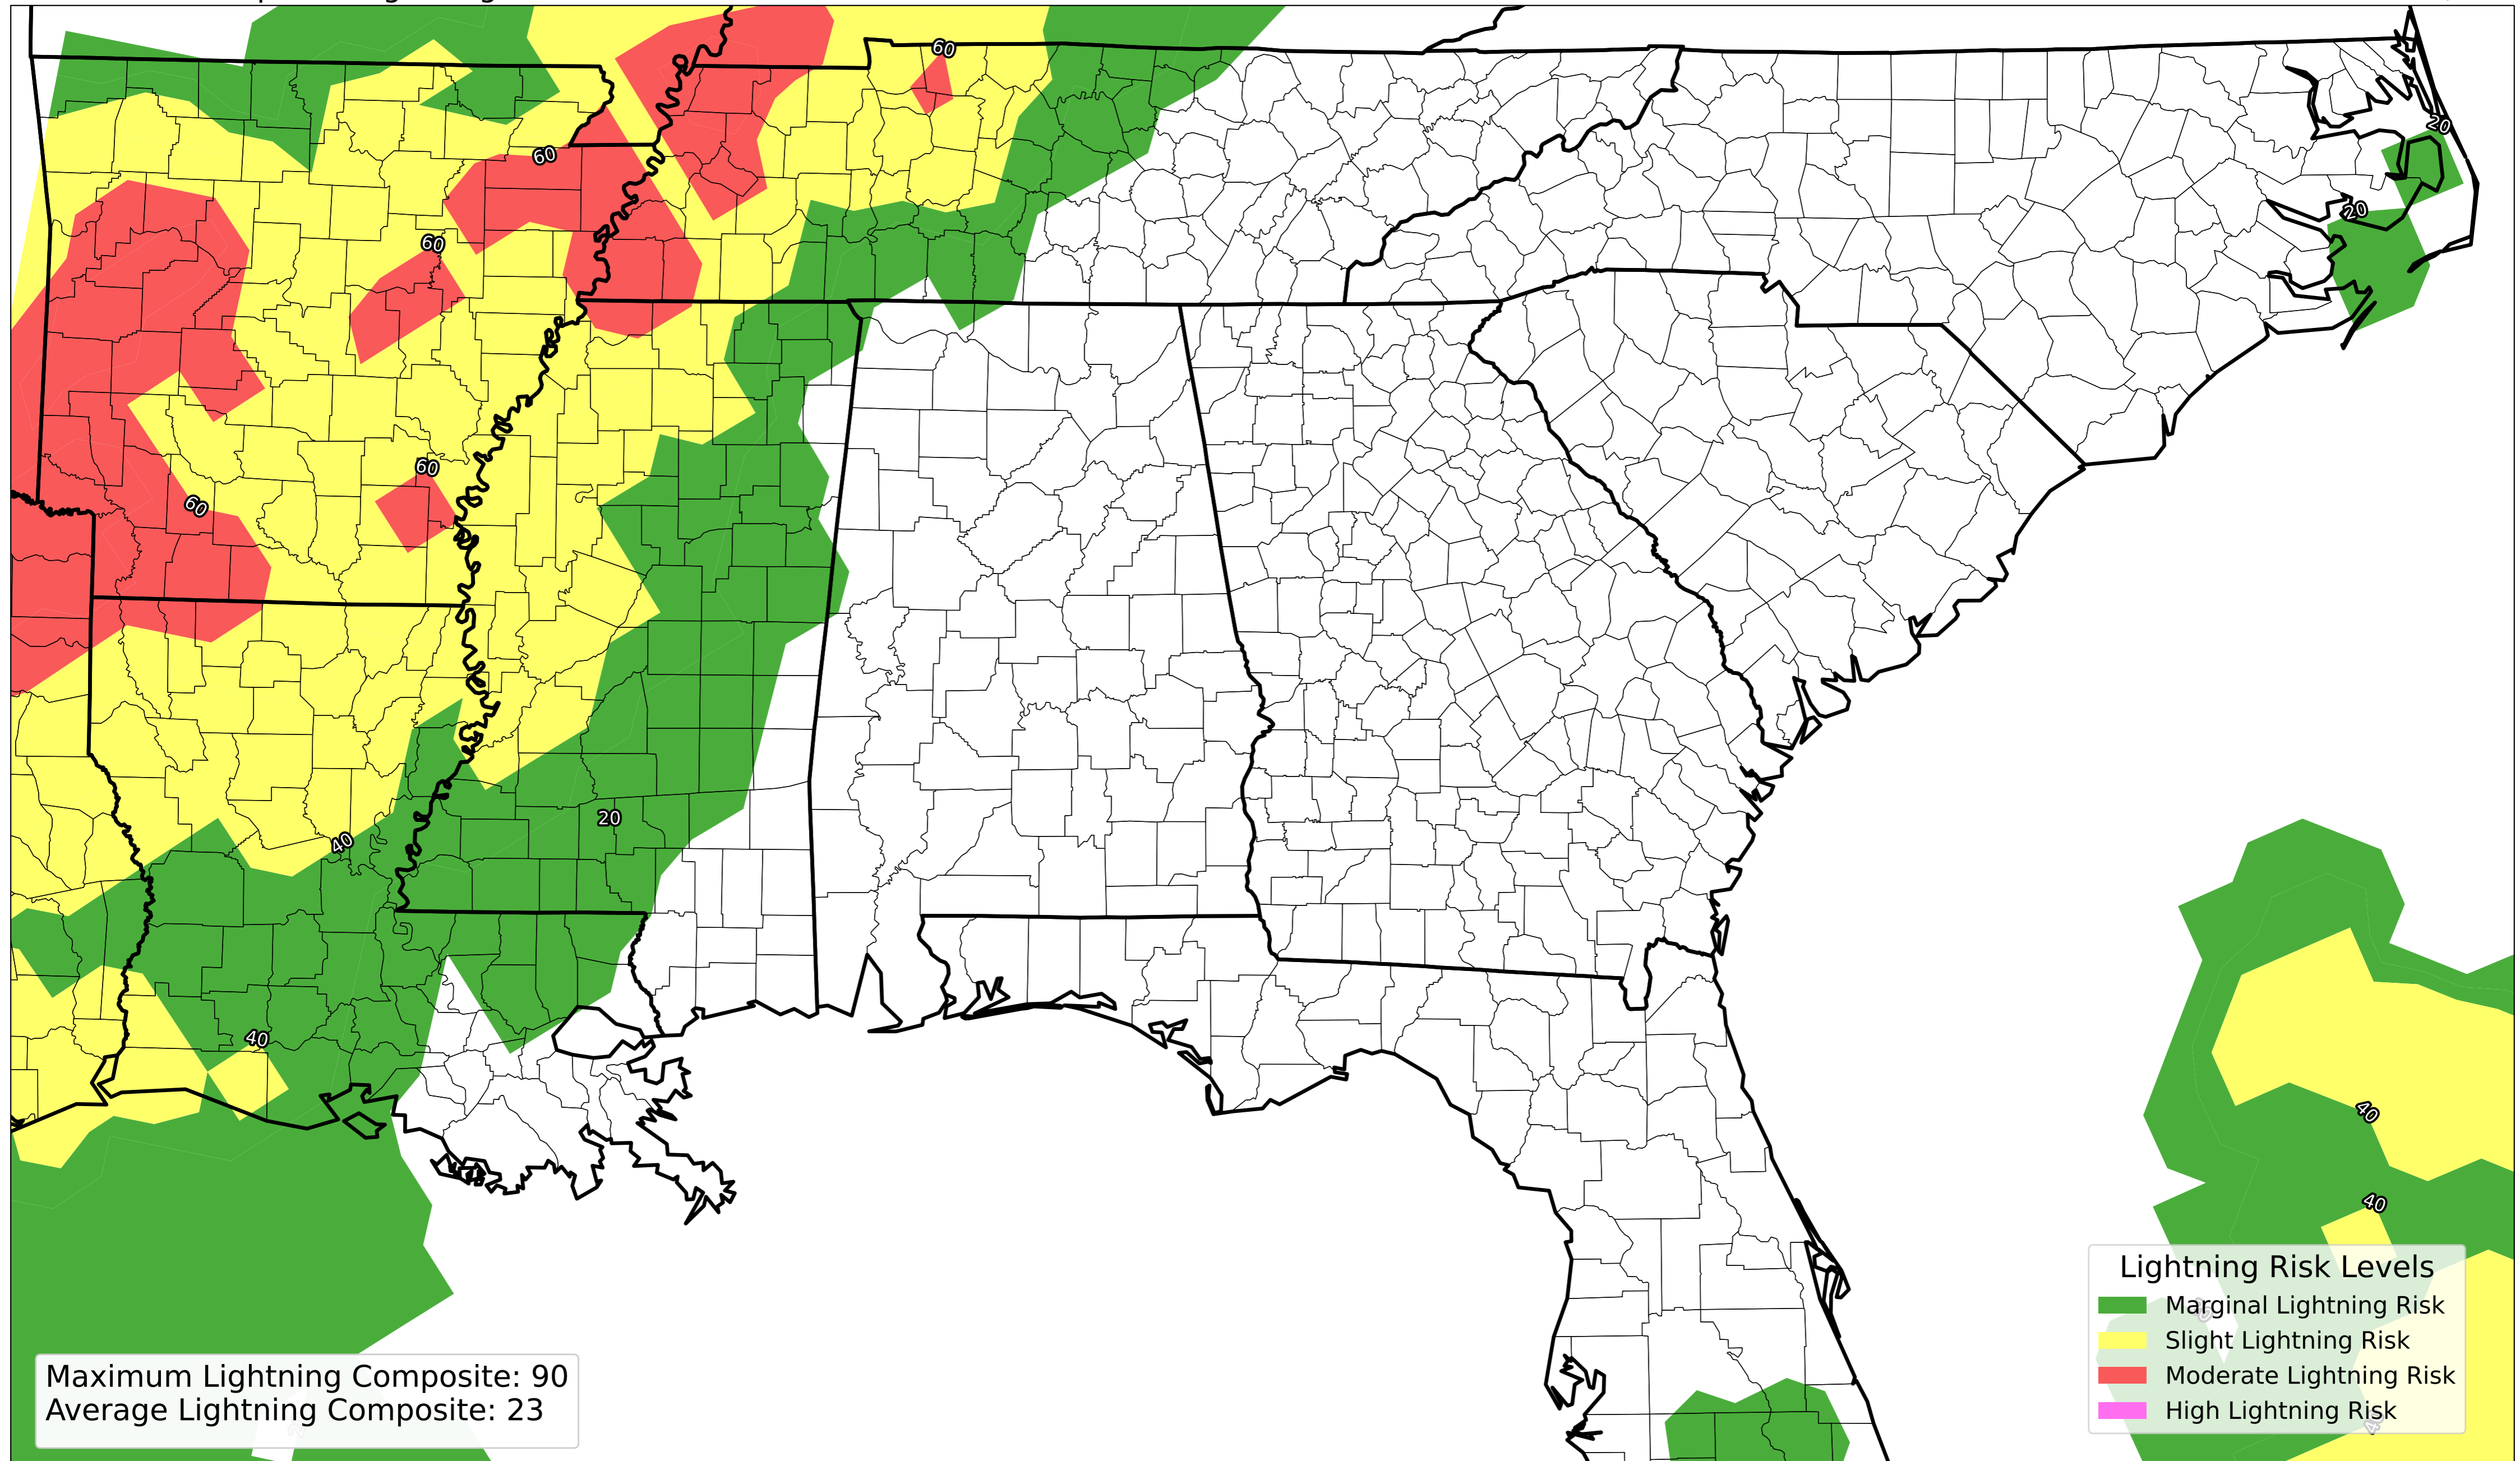 60
20
60
20
60
60
60
20
40
40
40
40
Lightning Risk Levels
Marginal Lightning Risk
Slight Lightning Risk
Moderate Lightning Risk
High Lightning Risk
Maximum Lightning Composite: 90
Average Lightning Composite: 23